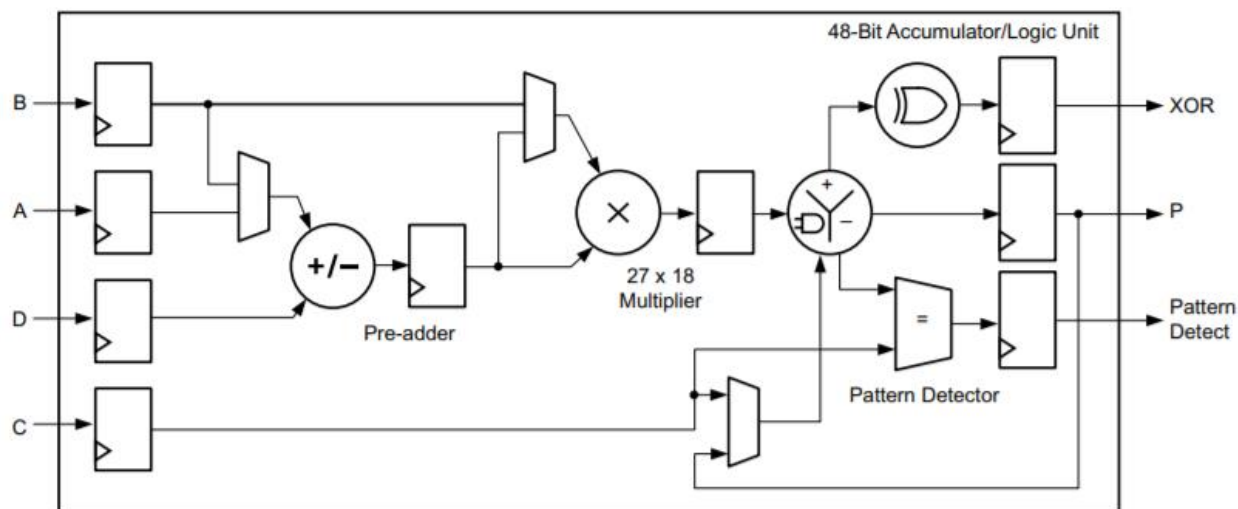 48-Bit Accumulator/Logic Unit
B
XOR
A
+
–
P
×
+/–
27 x 18
Multiplier
D
Pre-adder
=
Pattern
Detect
Pattern Detector
C